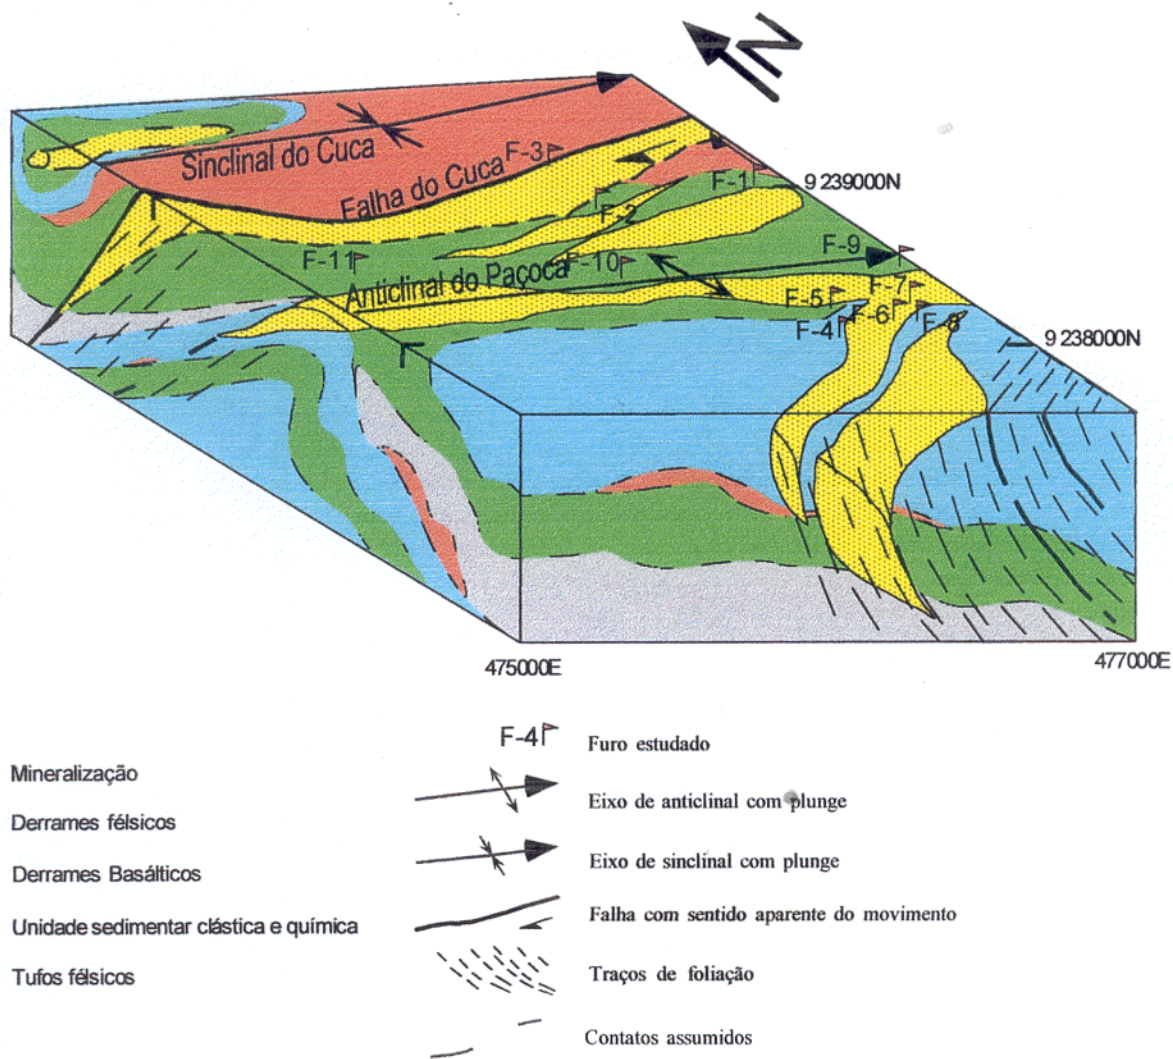 N
Sinclinal do Cuca
F-3
Falha do Cuca
F-1
9 239000N
F-2
F-11
F-10
F-9
Anticlinal do Paçoca
F-7
F-5
F-6
F-4
F-8
9 238000N
475000E
477000E
F-4
Furo estudado
Mineralização
Eixo de anticlinal com plunge
Derrames félsicos
Eixo de sinclinal com plunge
Derrames Basálticos
Falha com sentido aparente do movimento
Unidade sedimentar clástica e química
Traços de foliação
Tufos félsicos
Contatos assumidos